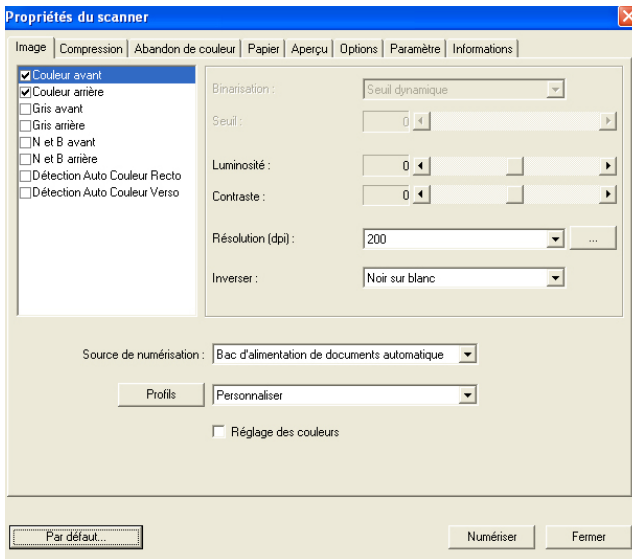 Propriétés du scanner
Image Compression Abandon de couleur Papier Aperçu Options Paramètre Informations
Couleur avant
Couleur arrière
Gris avant
Gris arrière
N et B avant
N et B arrière
Détection Auto Couleur Recto
Détection Auto Couleur Verso
Binarisation : Seuil dynamique
Seuil : 0
Luminosité : 0
Contraste : 0
Résolution (dpi) : 200 ...
Inverser : Noir sur blanc
Source de numérisation : Bac d'alimentation de documents automatique
Profils Personnaliser
Réglage des couleurs
Par défaut... Numériser Fermer